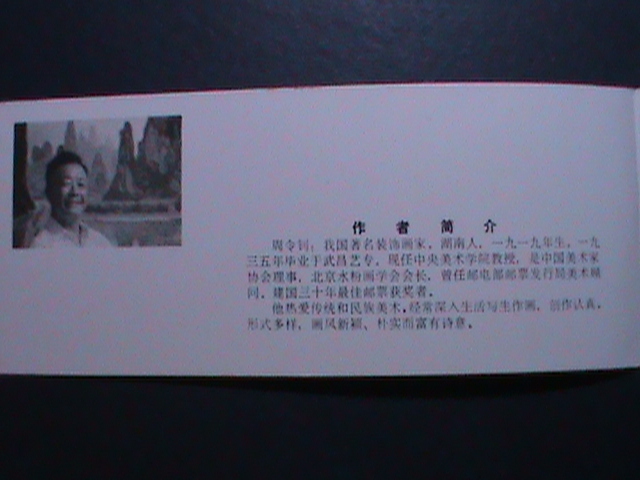 作者简介
周令钊：我国著名装饰画家，湖南人，一九一九年生，一九
三五年毕业于武昌艺专，现任中央美术学院教授，是中国美术家
协会理事，北京水粉画学会会长，曾任邮电部邮票发行局美术顾
问，建国三十年最佳邮票获奖者。
他热爱传统和民族美术，经常深入生活写生作画，创作认真，
形式多样，画风新颖、朴实而富有诗意。